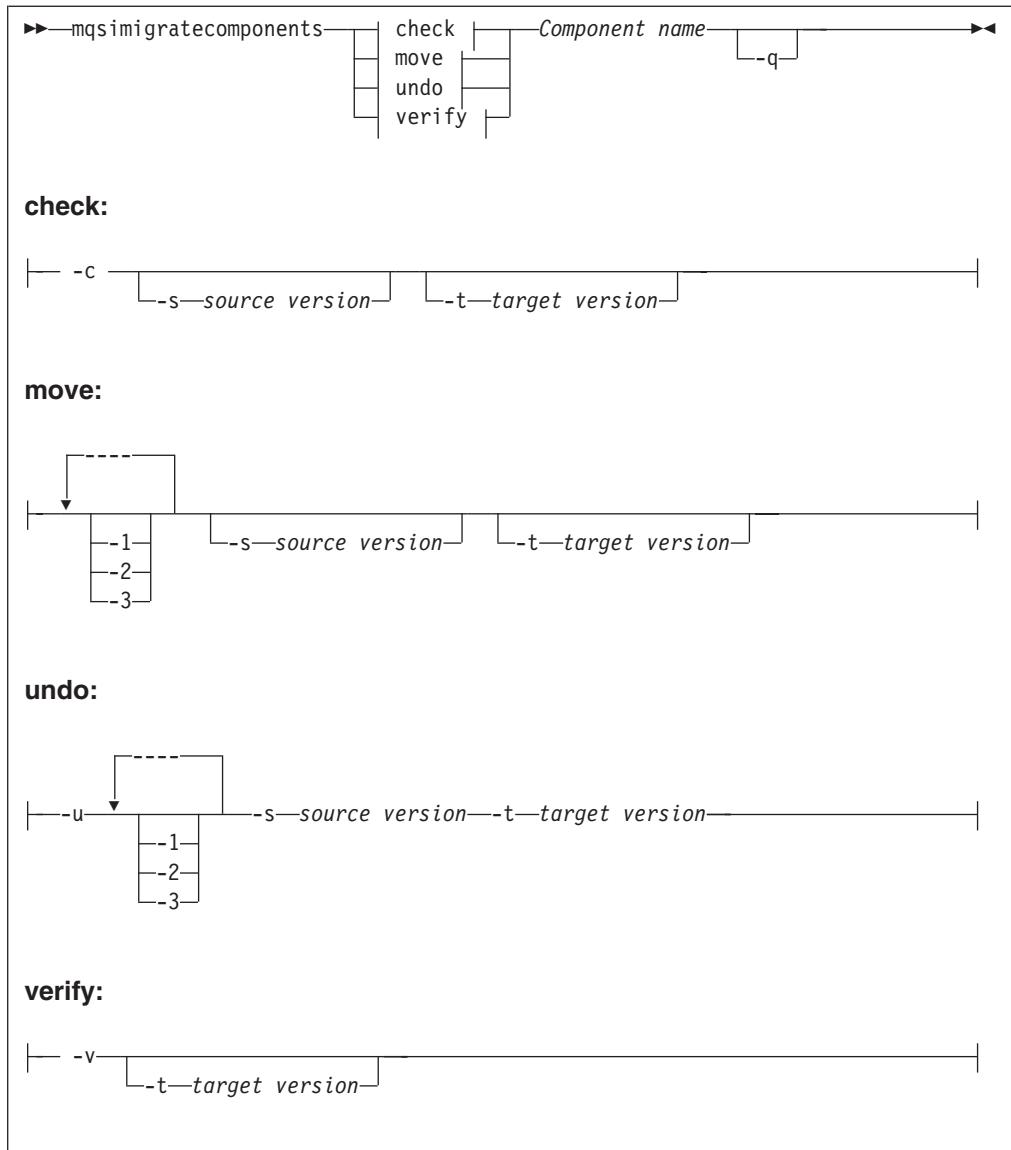 mqsimigratecomponents check Component name
-q
move
undo
verify
check:
-c
-s source version -t target version
move:
----
-1 -s source version -t target version
-2
-3
undo:
----
-u -s source version -t target version
-1
-2
-3
verify:
-v
-t target version